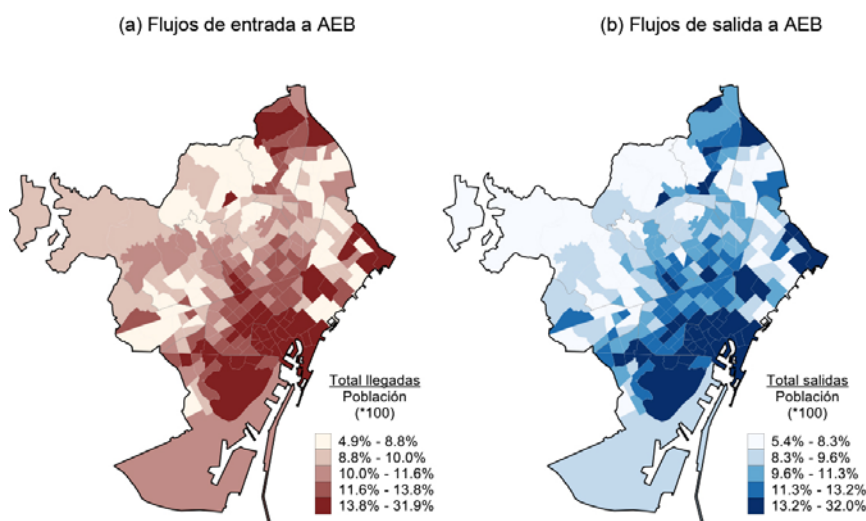 (a) Flujos de entrada a AEB
(b) Flujos de salida a AEB
Total llegadas
Población
(*100)
4.9% - 8.8%
8.8% - 10.0%
10.0% - 11.6%
11.6% - 13.8%
13.8% - 31.9%
Total salidas
Población
(*100)
5.4% - 8.3%
8.3% - 9.6%
9.6% - 11.3%
11.3% - 13.2%
13.2% - 32.0%